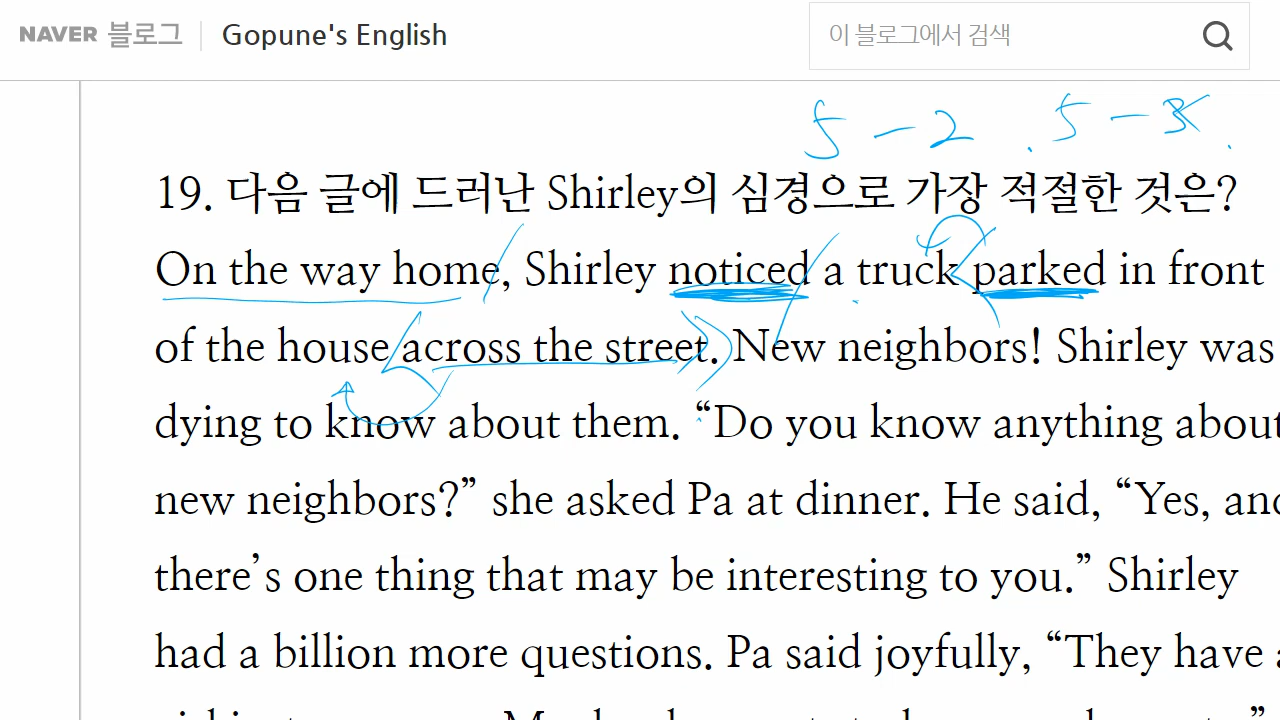 NAVER 블로그 Gopune's English 이 블로그에서 검색
5 - 2 . 5 - 3
19. 다음 글에 드러난 Shirley의 심경으로 가장 적절한 것은?
On the way home, Shirley noticed a truck parked in front
of the house across the street. New neighbors! Shirley was
dying to know about them. “Do you know anything about
new neighbors?” she asked Pa at dinner. He said, “Yes, and
there’s one thing that may be interesting to you.” Shirley
had a billion more questions. Pa said joyfully, “They have a